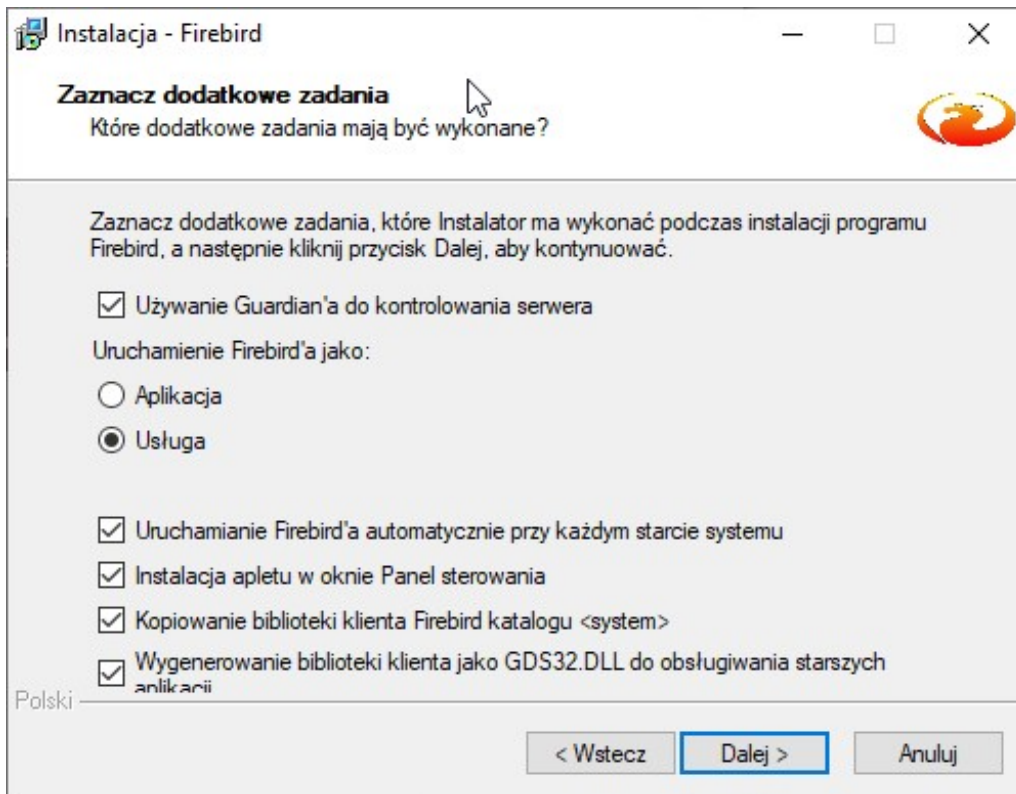 Instalacja - Firebird
Zaznacz dodatkowe zadania
Które dodatkowe zadania mają być wykonane?
Zaznacz dodatkowe zadania, które Instalator ma wykonać podczas instalacji programu
Firebird, a następnie kliknij przycisk Dalej, aby kontynuować.
Używanie Guardian'a do kontrolowania serwera
Uruchamienie Firebird'a jako:
Aplikacja
Usługa
Uruchamianie Firebird'a automatycznie przy każdym starcie systemu
Instalacja apletu w oknie Panel sterowania
Kopiowanie biblioteki klienta Firebird katalogu <system>
Wygenerowanie biblioteki klienta jako GDS32.DLL do obsługiwania starszych
aplikacji
Polski
< Wstecz
Dalej >
Anuluj